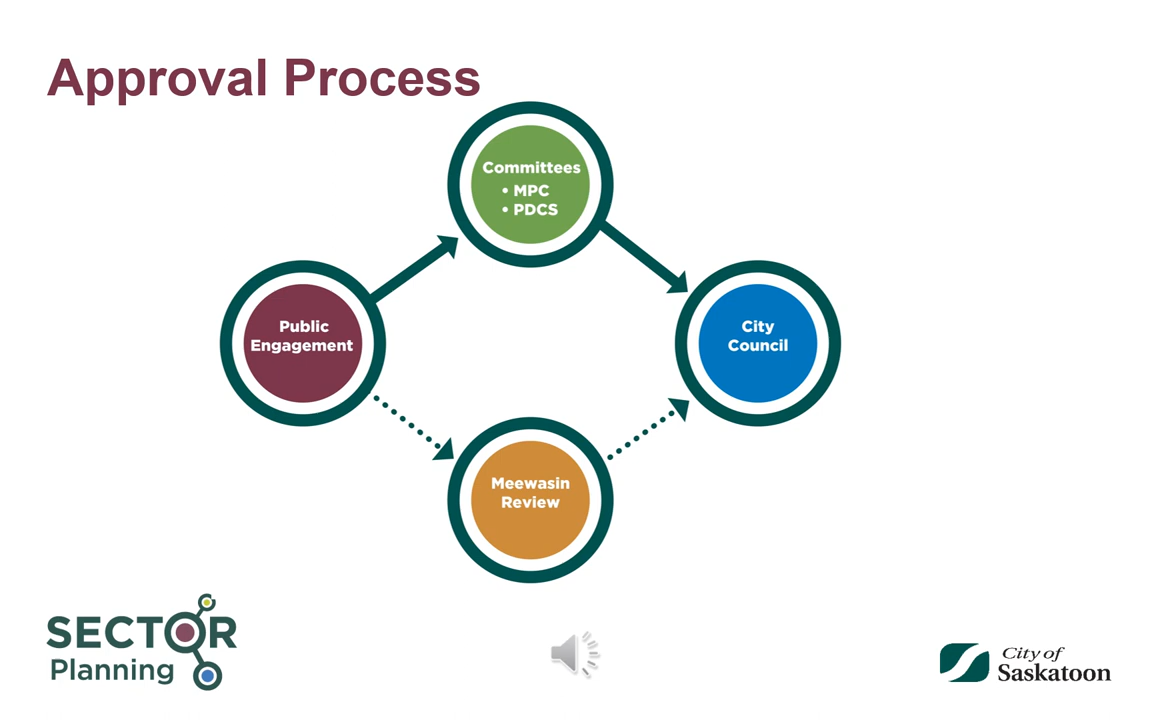 Approval Process
Committees
• MPC
• PDCS
Public
Engagement
City
Council
Meewasin
Review
SECTOR
Planning
City of
Saskatoon